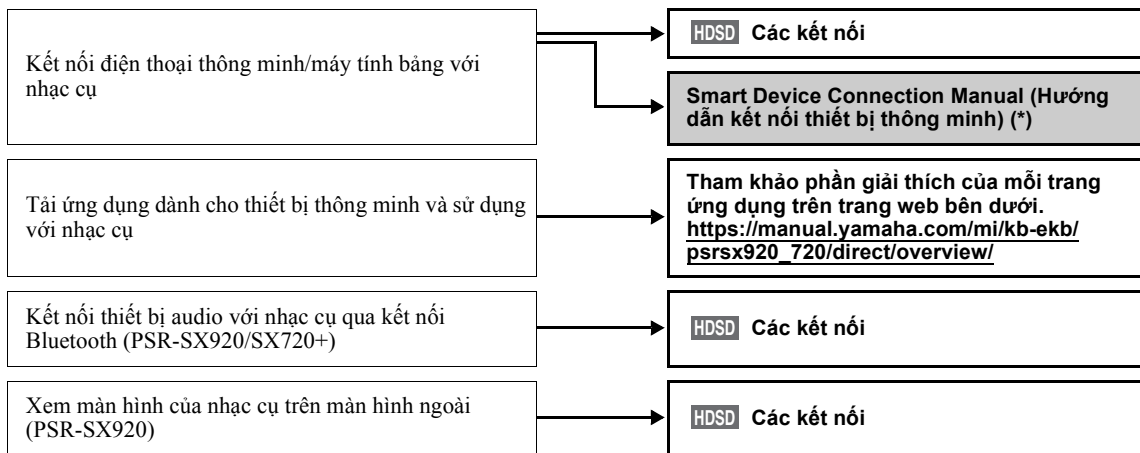 Kết nối điện thoại thông minh/máy tính bảng với
nhạc cụ
HDSD Các kết nối
Smart Device Connection Manual (Hướng
dẫn kết nối thiết bị thông minh) (*)
Tải ứng dụng dành cho thiết bị thông minh và sử dụng
với nhạc cụ
Tham khảo phần giải thích của mỗi trang
ứng dụng trên trang web bên dưới.
https://manual.yamaha.com/mi/kb-ekb/
psrsx920_720/direct/overview/
Kết nối thiết bị audio với nhạc cụ qua kết nối
Bluetooth (PSR-SX920/SX720+)
HDSD Các kết nối
Xem màn hình của nhạc cụ trên màn hình ngoài
(PSR-SX920)
HDSD Các kết nối